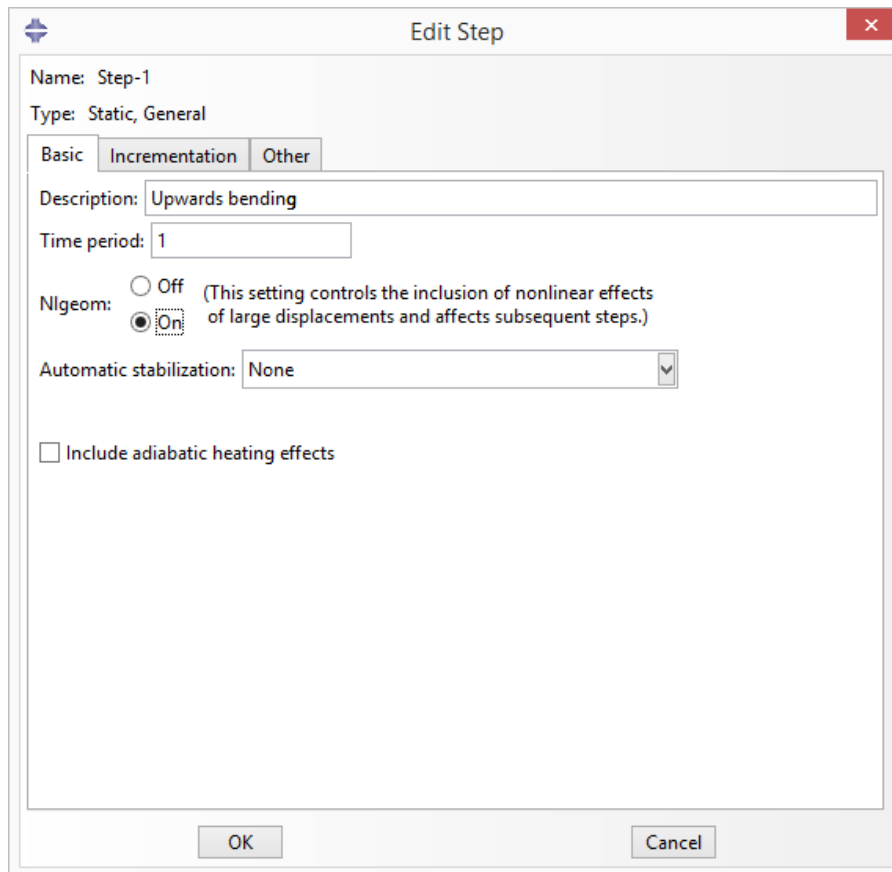 Edit Step
Name: Step-1
Type: Static, General
Basic Incrementation Other
Description: Upwards bending
Time period: 1
Nlgeom: Off (This setting controls the inclusion of nonlinear effects
On of large displacements and affects subsequent steps.)
Automatic stabilization: None
Include adiabatic heating effects
OK Cancel